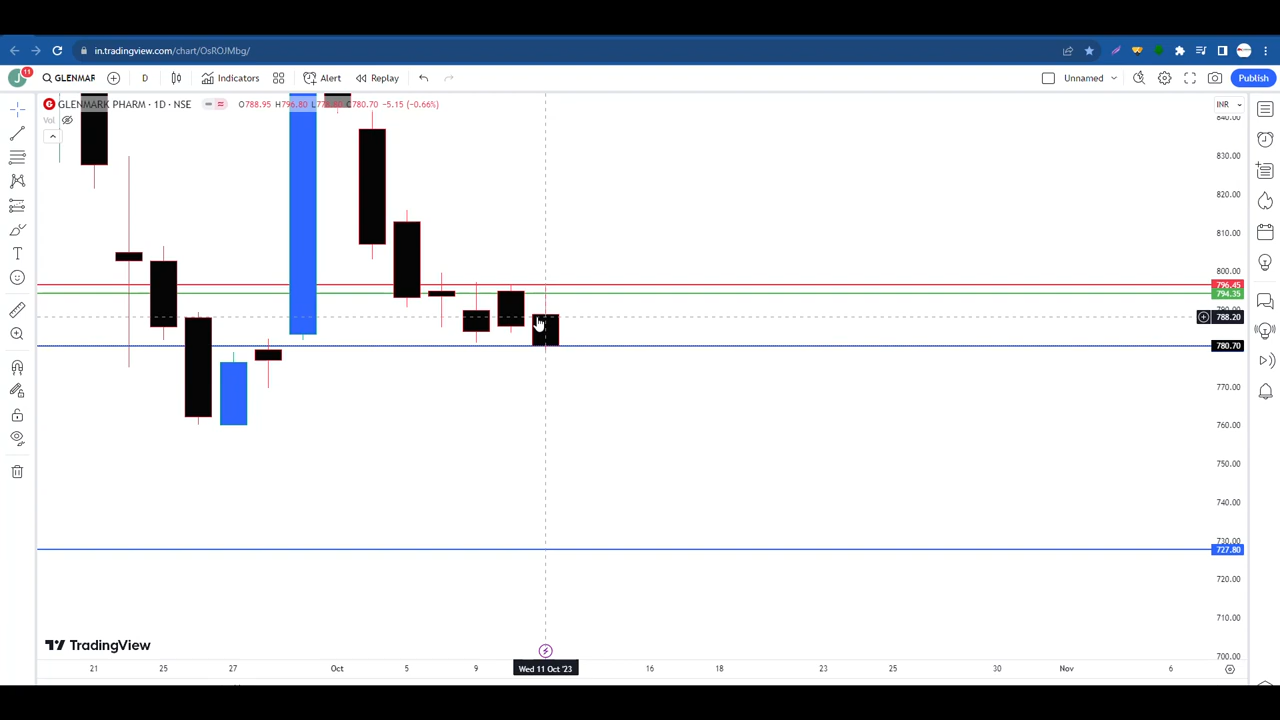 in.tradingview.com/chart/OsROJMbg/
J
11
GLENMAR
D
Indicators
Alert
Replay
Unnamed
Publish
GLENMARK PHARM · 1D · NSE
O788.95 H796.80 C780.70 -5.15 (-0.66%)
Vol
INR
840.00
830.00
820.00
810.00
800.00
796.45
794.35
788.20
780.70
770.00
760.00
750.00
740.00
730.00
727.80
720.00
710.00
700.00
TradingView
21
25
27
Oct
5
9
Wed 11 Oct '23
16
18
23
25
30
Nov
6